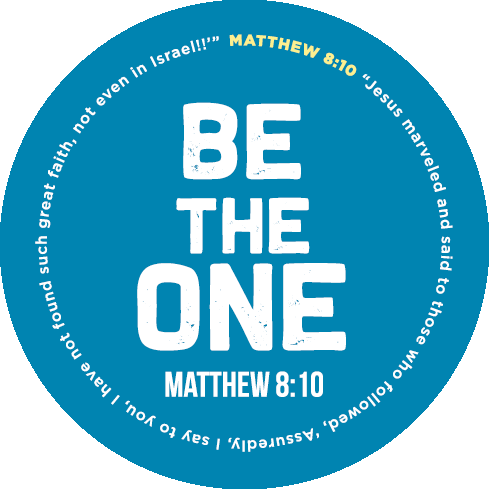 MATTHEW 8:10 “Jesus marveled and said to those who followed, ‘Assuredly, I say to you, I have not found such great faith, not even in Israel!!’”
BE
THE
ONE
MATTHEW 8:10